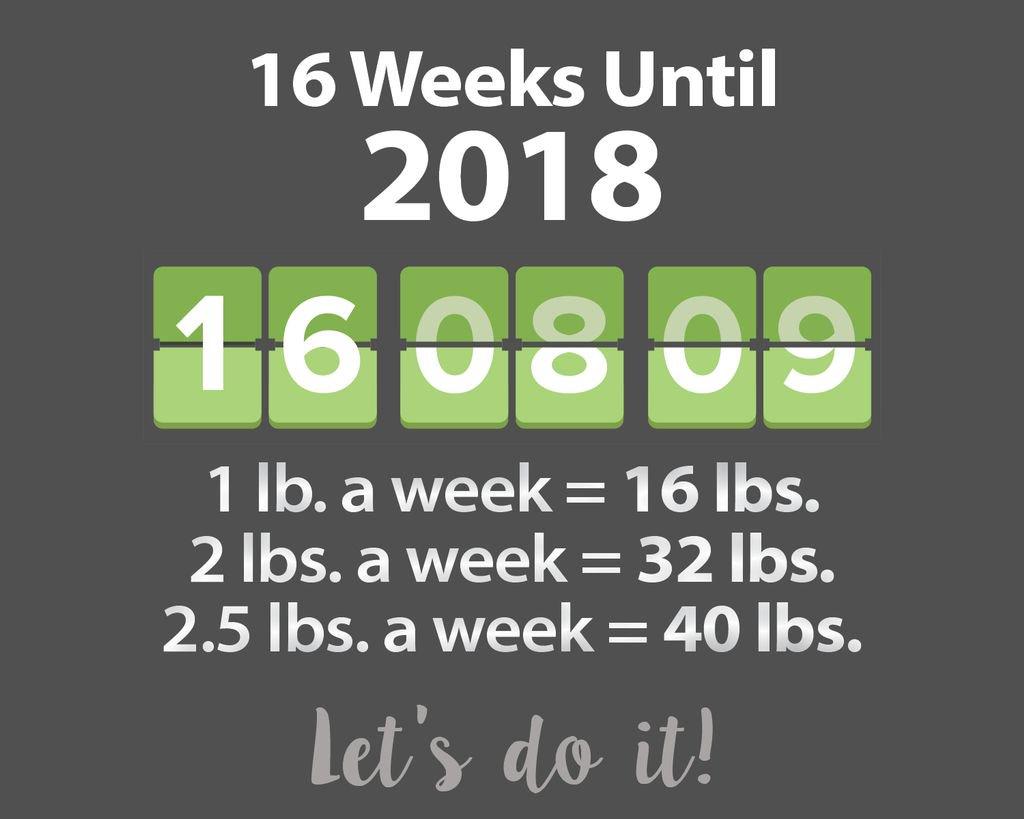 16 Weeks Until
2018
16 08 09
1 lb. a week = 16 lbs.
2 lbs. a week = 32 lbs.
2.5 lbs. a week = 40 lbs.
Let's do it!